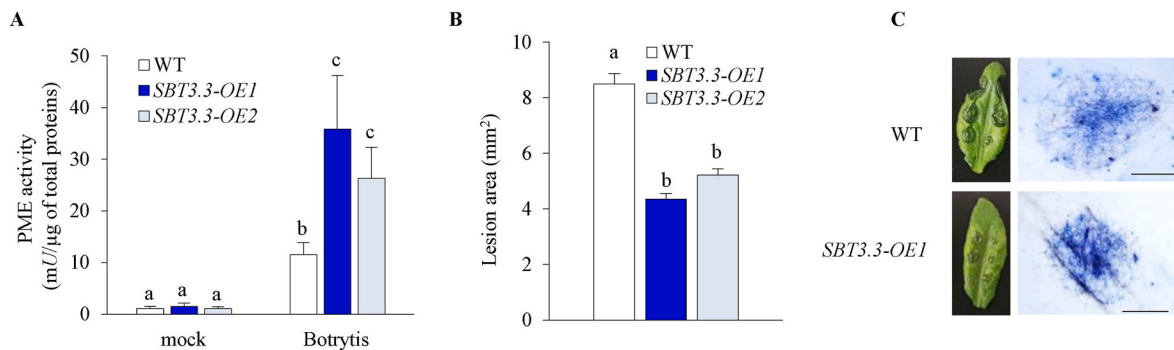 A
PME activity
(mU/µg of total proteins)
50
40
30
20
10
0
WT
SBT3.3-OE1
SBT3.3-OE2
a
a
a
b
c
c
mock
Botrytis
B
Lesion area (mm²)
10
8
6
4
2
0
WT
SBT3.3-OE1
SBT3.3-OE2
a
b
b
C
WT
SBT3.3-OE1